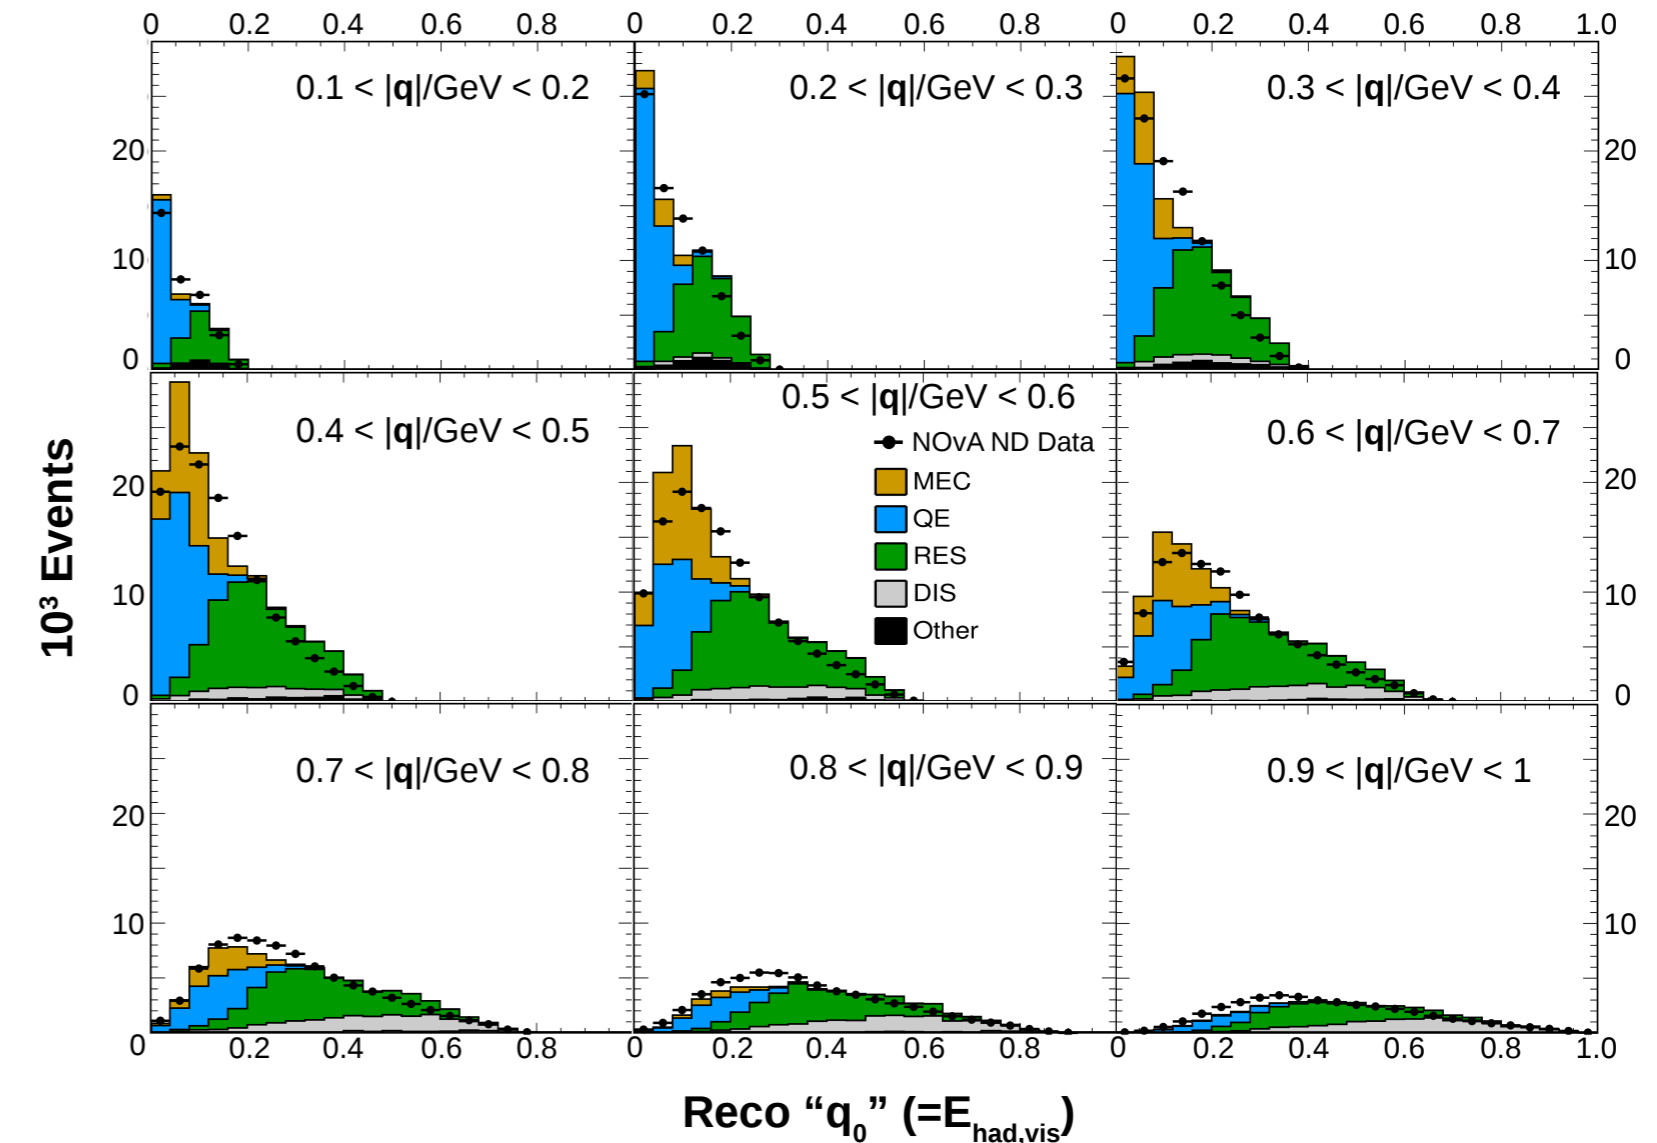 0 0.2 0.4 0.6 0.8 0 0.2 0.4 0.6 0.8 0 0.2 0.4 0.6 0.8 1.0
0.1 < |q|/GeV < 0.2
0.2 < |q|/GeV < 0.3
0.3 < |q|/GeV < 0.4
20 20
10 10
0 0
0.4 < |q|/GeV < 0.5
0.5 < |q|/GeV < 0.6
0.6 < |q|/GeV < 0.7
NOvA ND Data
MEC
QE
RES
DIS
Other
20 20
10 10
0 0
10³ Events
0.7 < |q|/GeV < 0.8
0.8 < |q|/GeV < 0.9
0.9 < |q|/GeV < 1
20 20
10 10
0 0.2 0.4 0.6 0.8 0 0.2 0.4 0.6 0.8 0 0.2 0.4 0.6 0.8 1.0
Reco “q₀” (=E_had,vis)